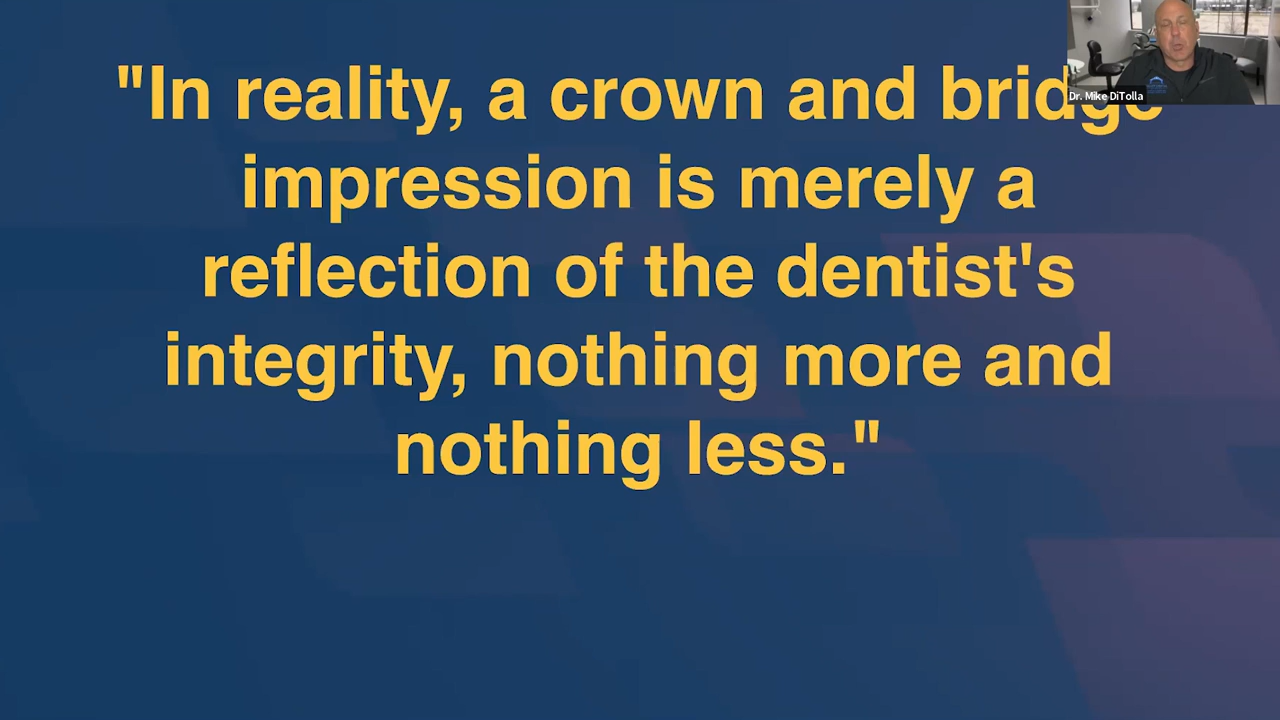 "In reality, a crown and bridge
Dr. Mike DiTolla
impression is merely a
reflection of the dentist's
integrity, nothing more and
nothing less."